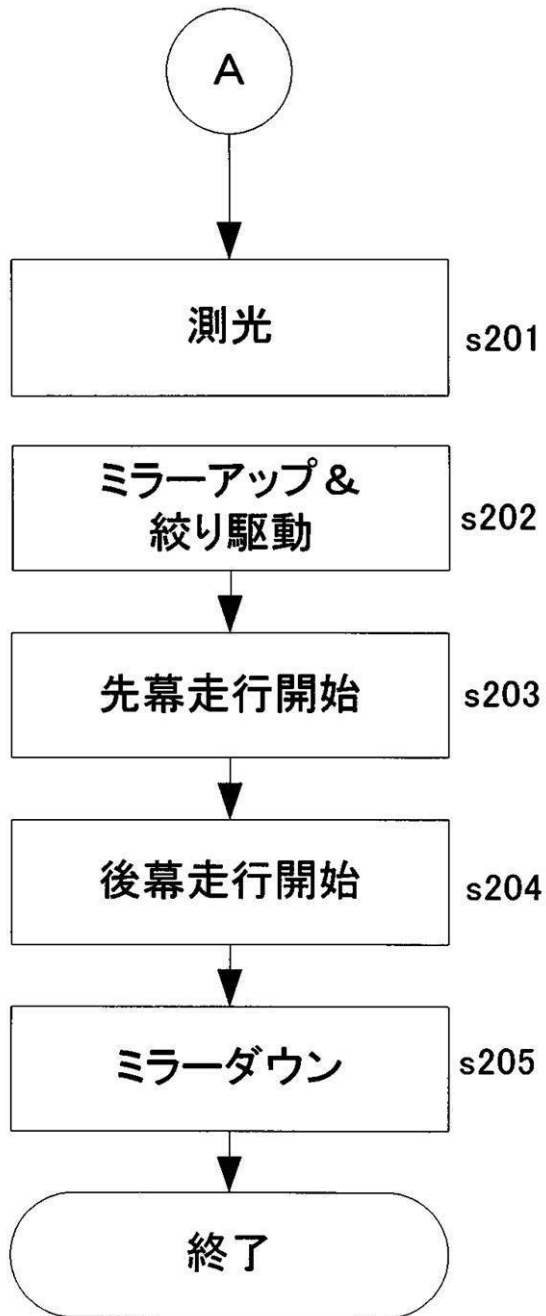 A
測光
s201
ミラーアップ&
絞り駆動
s202
先幕走行開始
s203
後幕走行開始
s204
ミラーダウン
s205
終了